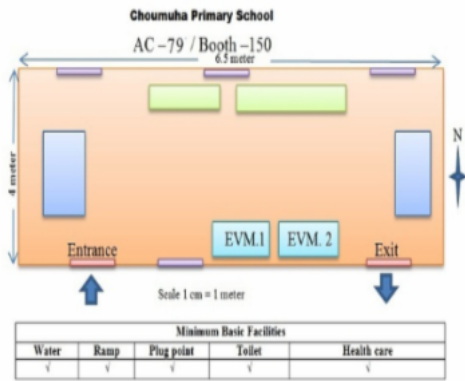 Choumuha Primary School
AC –79 / Booth –150
6.5 meter
4 meter
N
EVM.1 EVM. 2
Entrance Exit
Scale 1 cm = 1 meter
Minimum Basic Facilities
Water Ramp Plug point Toilet Health care
√ √ √ √ √